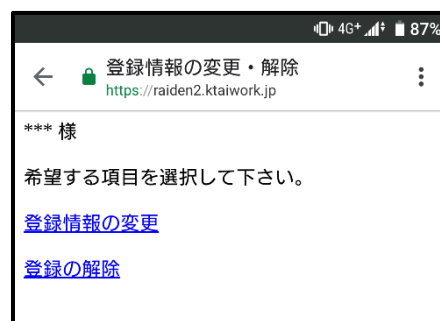 4G+ 87%
登録情報の変更・解除
https://raiden2.ktaiwork.jp
*** 様
希望する項目を選択して下さい。
登録情報の変更
登録の解除